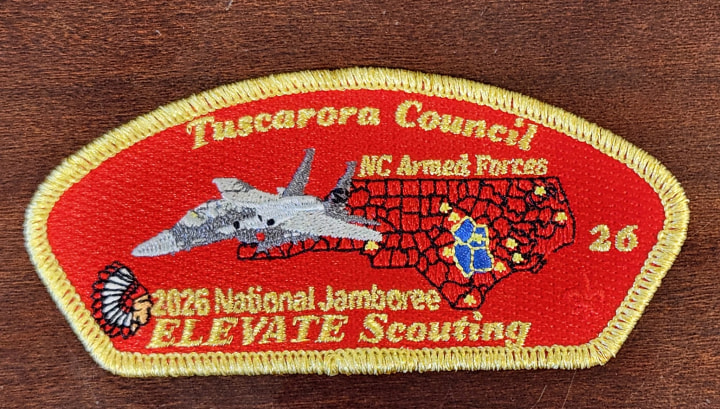 Tuscarora Council
NC Armed Forces
26
2026 National Jamboree
ELEVATE Scouting